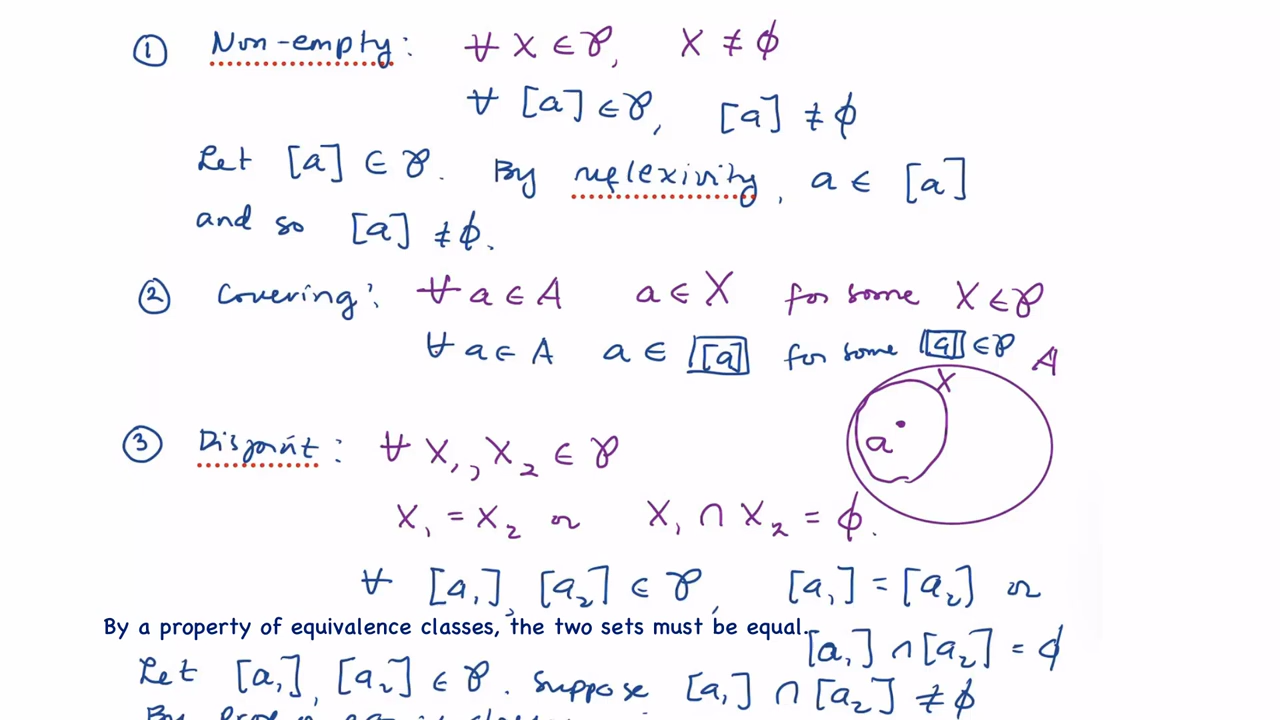 ① Non-empty: ∀ X ∈ 𝒫, X ≠ ϕ
∀ [a] ∈ 𝒫, [a] ≠ ϕ
Let [a] ∈ 𝒫. By reflexivity, a ∈ [a]
and so [a] ≠ ϕ.
② Covering: ∀ a ∈ A a ∈ X for some X ∈ 𝒫
∀ a ∈ A a ∈ [a] for some [a] ∈ 𝒫
A
X
a
③ Disjoint: ∀ X₁, X₂ ∈ 𝒫
X₁ = X₂ or X₁ ∩ X₂ = ϕ.
∀ [a₁], [a₂] ∈ 𝒫, [a₁] = [a₂] or
By a property of equivalence classes, the two sets must be equal.
[a₁] ∩ [a₂] = ϕ
Let [a₁], [a₂] ∈ 𝒫. Suppose [a₁] ∩ [a₂] ≠ ϕ